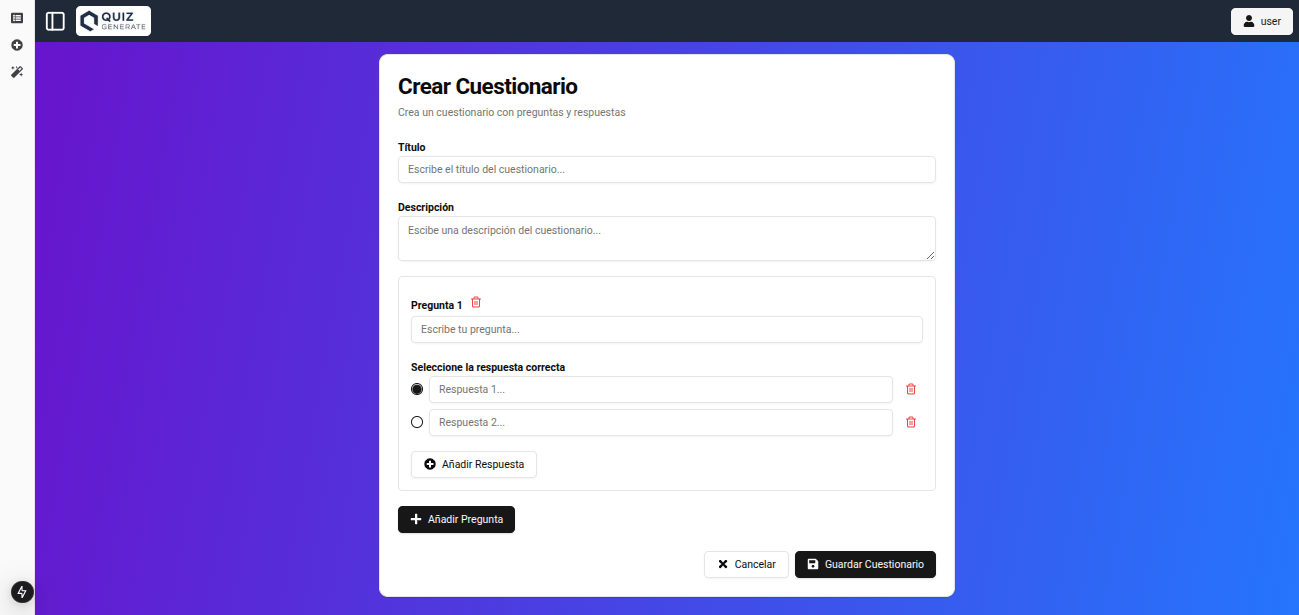 QUIZ
GENERATE
user
Crear Cuestionario
Crea un cuestionario con preguntas y respuestas
Título
Escribe el título del cuestionario...
Descripción
Escibe una descripción del cuestionario...
Pregunta 1
Escribe tu pregunta...
Seleccione la respuesta correcta
Respuesta 1...
Respuesta 2...
Añadir Respuesta
Añadir Pregunta
Cancelar
Guardar Cuestionario